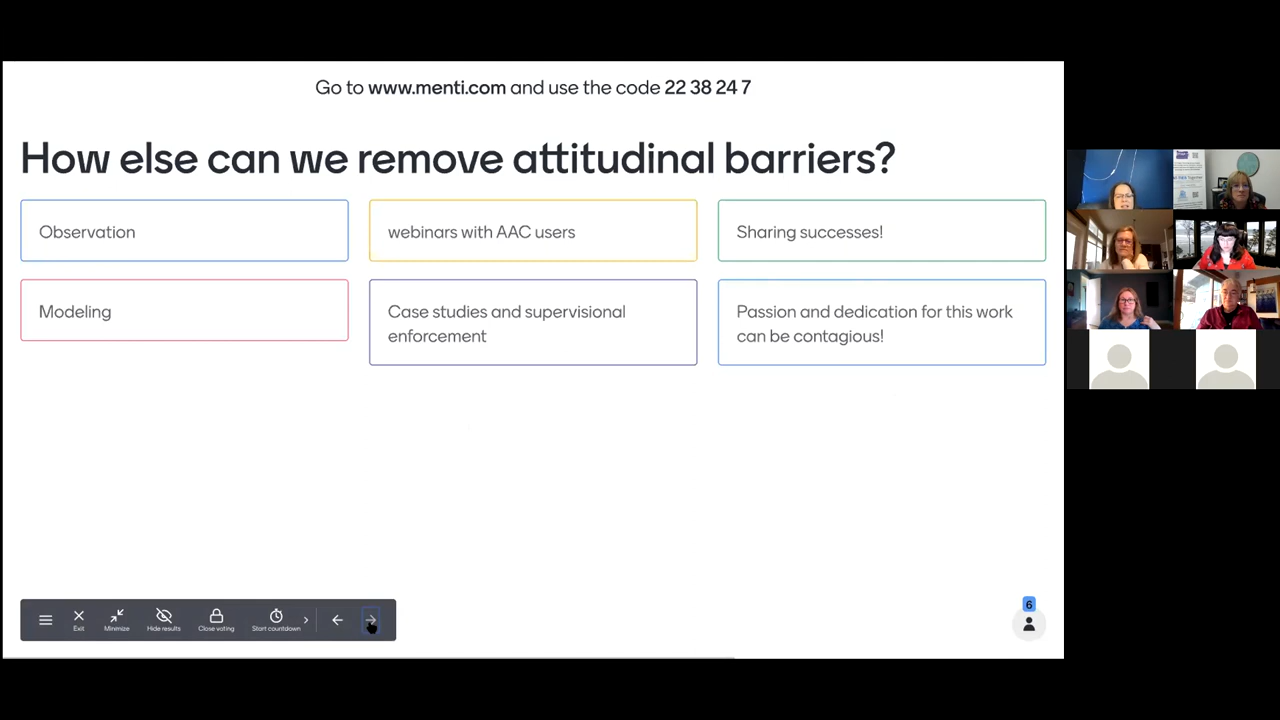 Go to www.menti.com and use the code 22 38 24 7
How else can we remove attitudinal barriers?
Observation
webinars with AAC users
Sharing successes!
Modeling
Case studies and supervisional
enforcement
Passion and dedication for this work
can be contagious!
Exit
Minimize
Hide results
Close voting
Start countdown
6